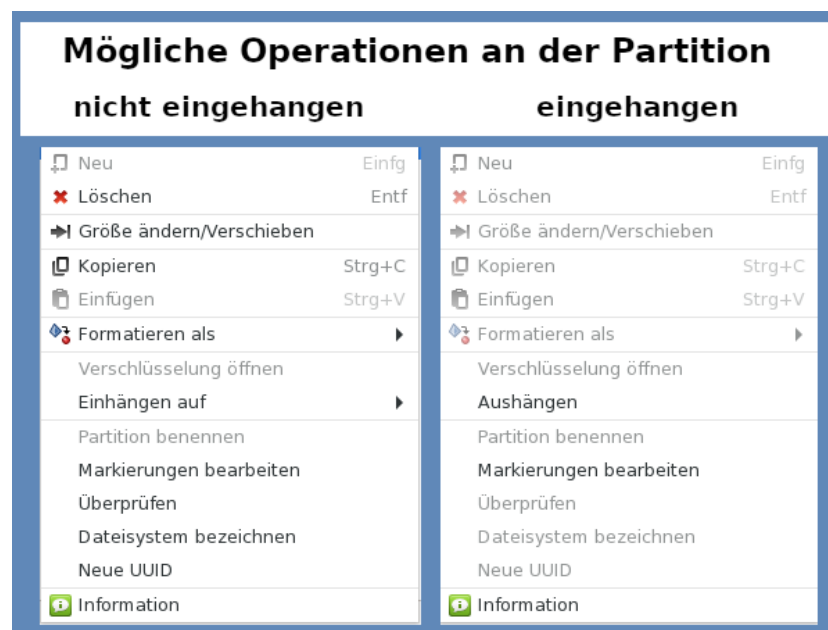 Mögliche Operationen an der Partition
nicht eingehangen
eingehangen
Neu Einfg
Löschen Entf
Größe ändern/Verschieben
Kopieren Strg+C
Einfügen Strg+V
Formatieren als
Verschlüsselung öffnen
Einhängen auf
Partition benennen
Markierungen bearbeiten
Überprüfen
Dateisystem bezeichnen
Neue UUID
Information
Neu Einfg
Löschen Entf
Größe ändern/Verschieben
Kopieren Strg+C
Einfügen Strg+V
Formatieren als
Verschlüsselung öffnen
Aushängen
Partition benennen
Markierungen bearbeiten
Überprüfen
Dateisystem bezeichnen
Neue UUID
Information